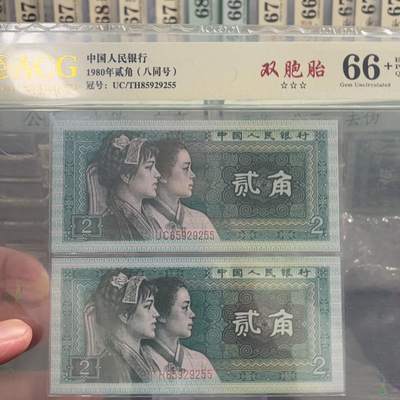 ACG
中国人民银行
1980年贰角（八同号）
冠号：UC/TH85929255
双胞胎
☆☆☆
66+
Gem Uncirculated
中国人民银行
贰角
UC85929255
2
2
中国人民银行
贰角
TH85929255
2
2